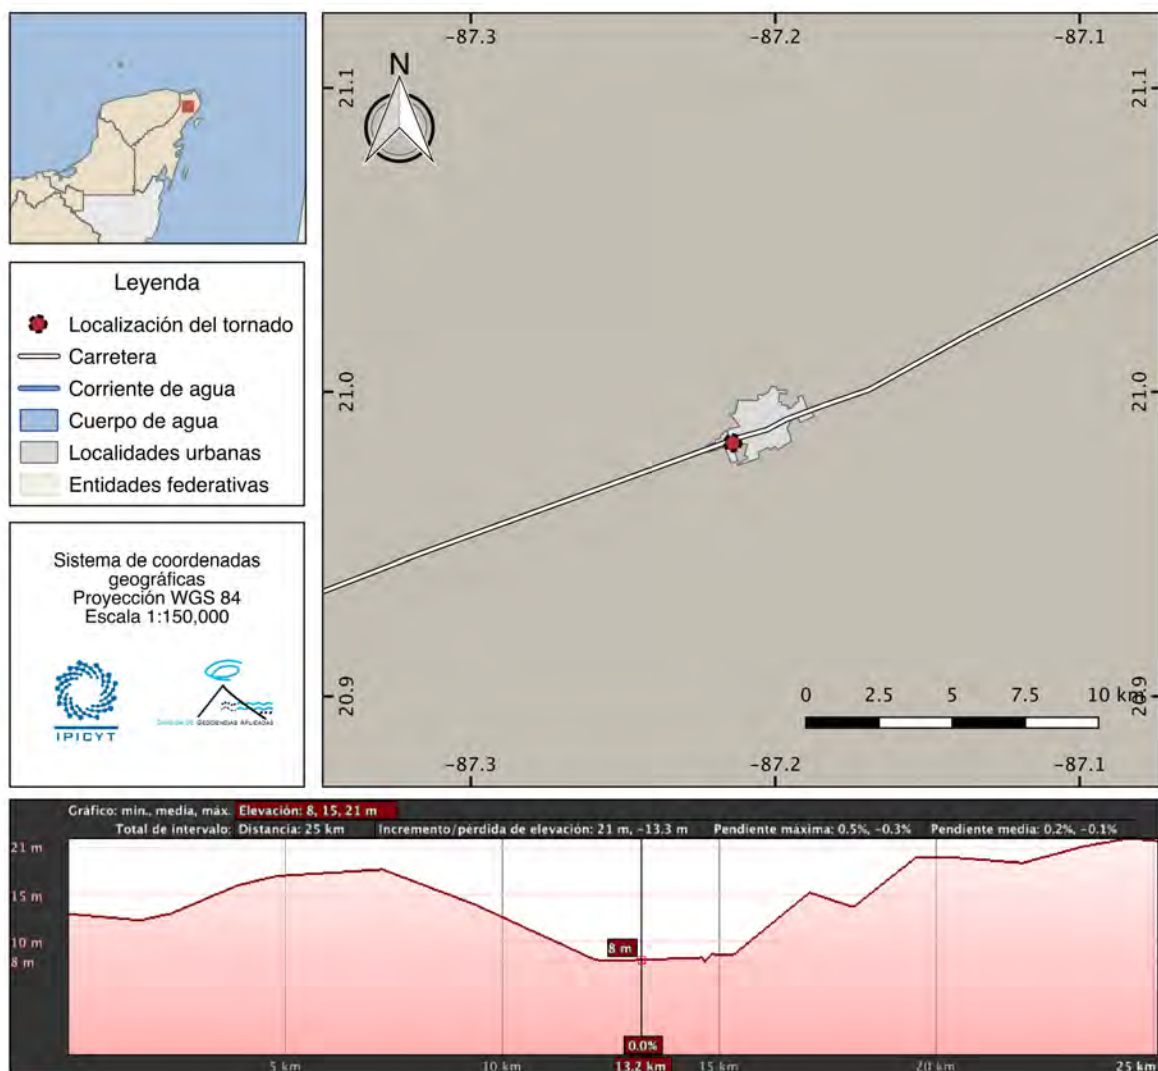 -87.3
-87.2
-87.1
N
21.1
21.1
21.0
21.0
20.9
20.9
0 2.5 5 7.5 10 km
-87.3
-87.2
-87.1
Leyenda
Localización del tornado
Carretera
Corriente de agua
Cuerpo de agua
Localidades urbanas
Entidades federativas
Sistema de coordenadas
geográficas
Proyección WGS 84
Escala 1:150,000
IPICYT
DIVISIÓN DE GEOCIENCIAS APLICADAS
Gráfico: mín., media, máx. Elevación: 8, 15, 21 m
Total de intervalo: Distancia: 25 km Incremento/pérdida de elevación: 21 m, -13.3 m Pendiente máxima: 0.5%, -0.3% Pendiente media: 0.2%, -0.1%
21 m
15 m
10 m
8 m
8 m
0.0%
5 km 10 km 13.2 km 15 km 20 km 25 km